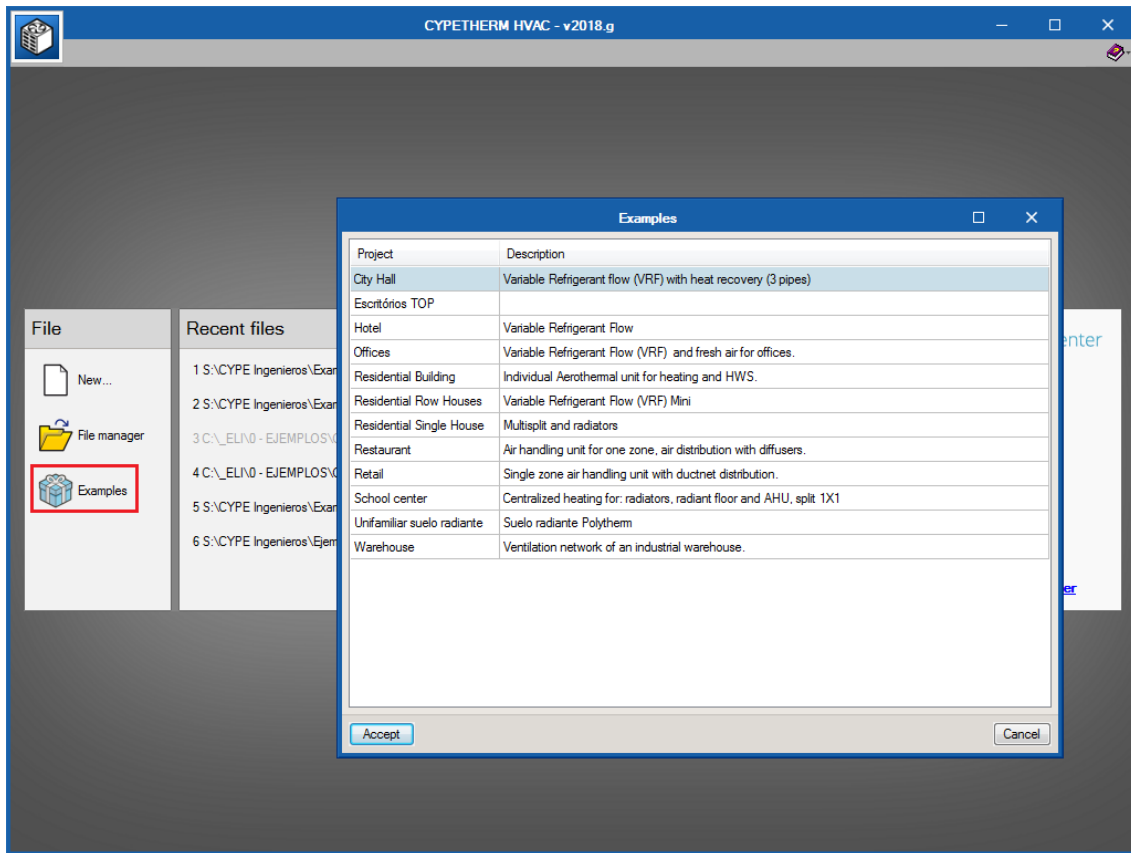 CYPETHERM HVAC - v2018.g
Examples
Project Description
City Hall Variable Refrigerant flow (VRF) with heat recovery (3 pipes)
Escritórios TOP
Hotel Variable Refrigerant Flow
Offices Variable Refrigerant Flow (VRF) and fresh air for offices.
Residential Building Individual Aerothermal unit for heating and HWS.
Residential Row Houses Variable Refrigerant Flow (VRF) Mini
Residential Single House Multisplit and radiators
Restaurant Air handling unit for one zone, air distribution with diffusers.
Retail Single zone air handling unit with ductnet distribution.
School center Centralized heating for: radiators, radiant floor and AHU, split 1X1
Unifamiliar suelo radiante Suelo radiante Polytherm
Warehouse Ventilation network of an industrial warehouse.
Accept Cancel
File
New...
File manager
Examples
Recent files
1 S:\CYPE Ingenieros\Exar
2 S:\CYPE Ingenieros\Exar
3 C:\_ELI\0 - EJEMPLOS\
4 C:\_ELI\0 - EJEMPLOS\
5 S:\CYPE Ingenieros\Exar
6 S:\CYPE Ingenieros\Ejem
enter
er